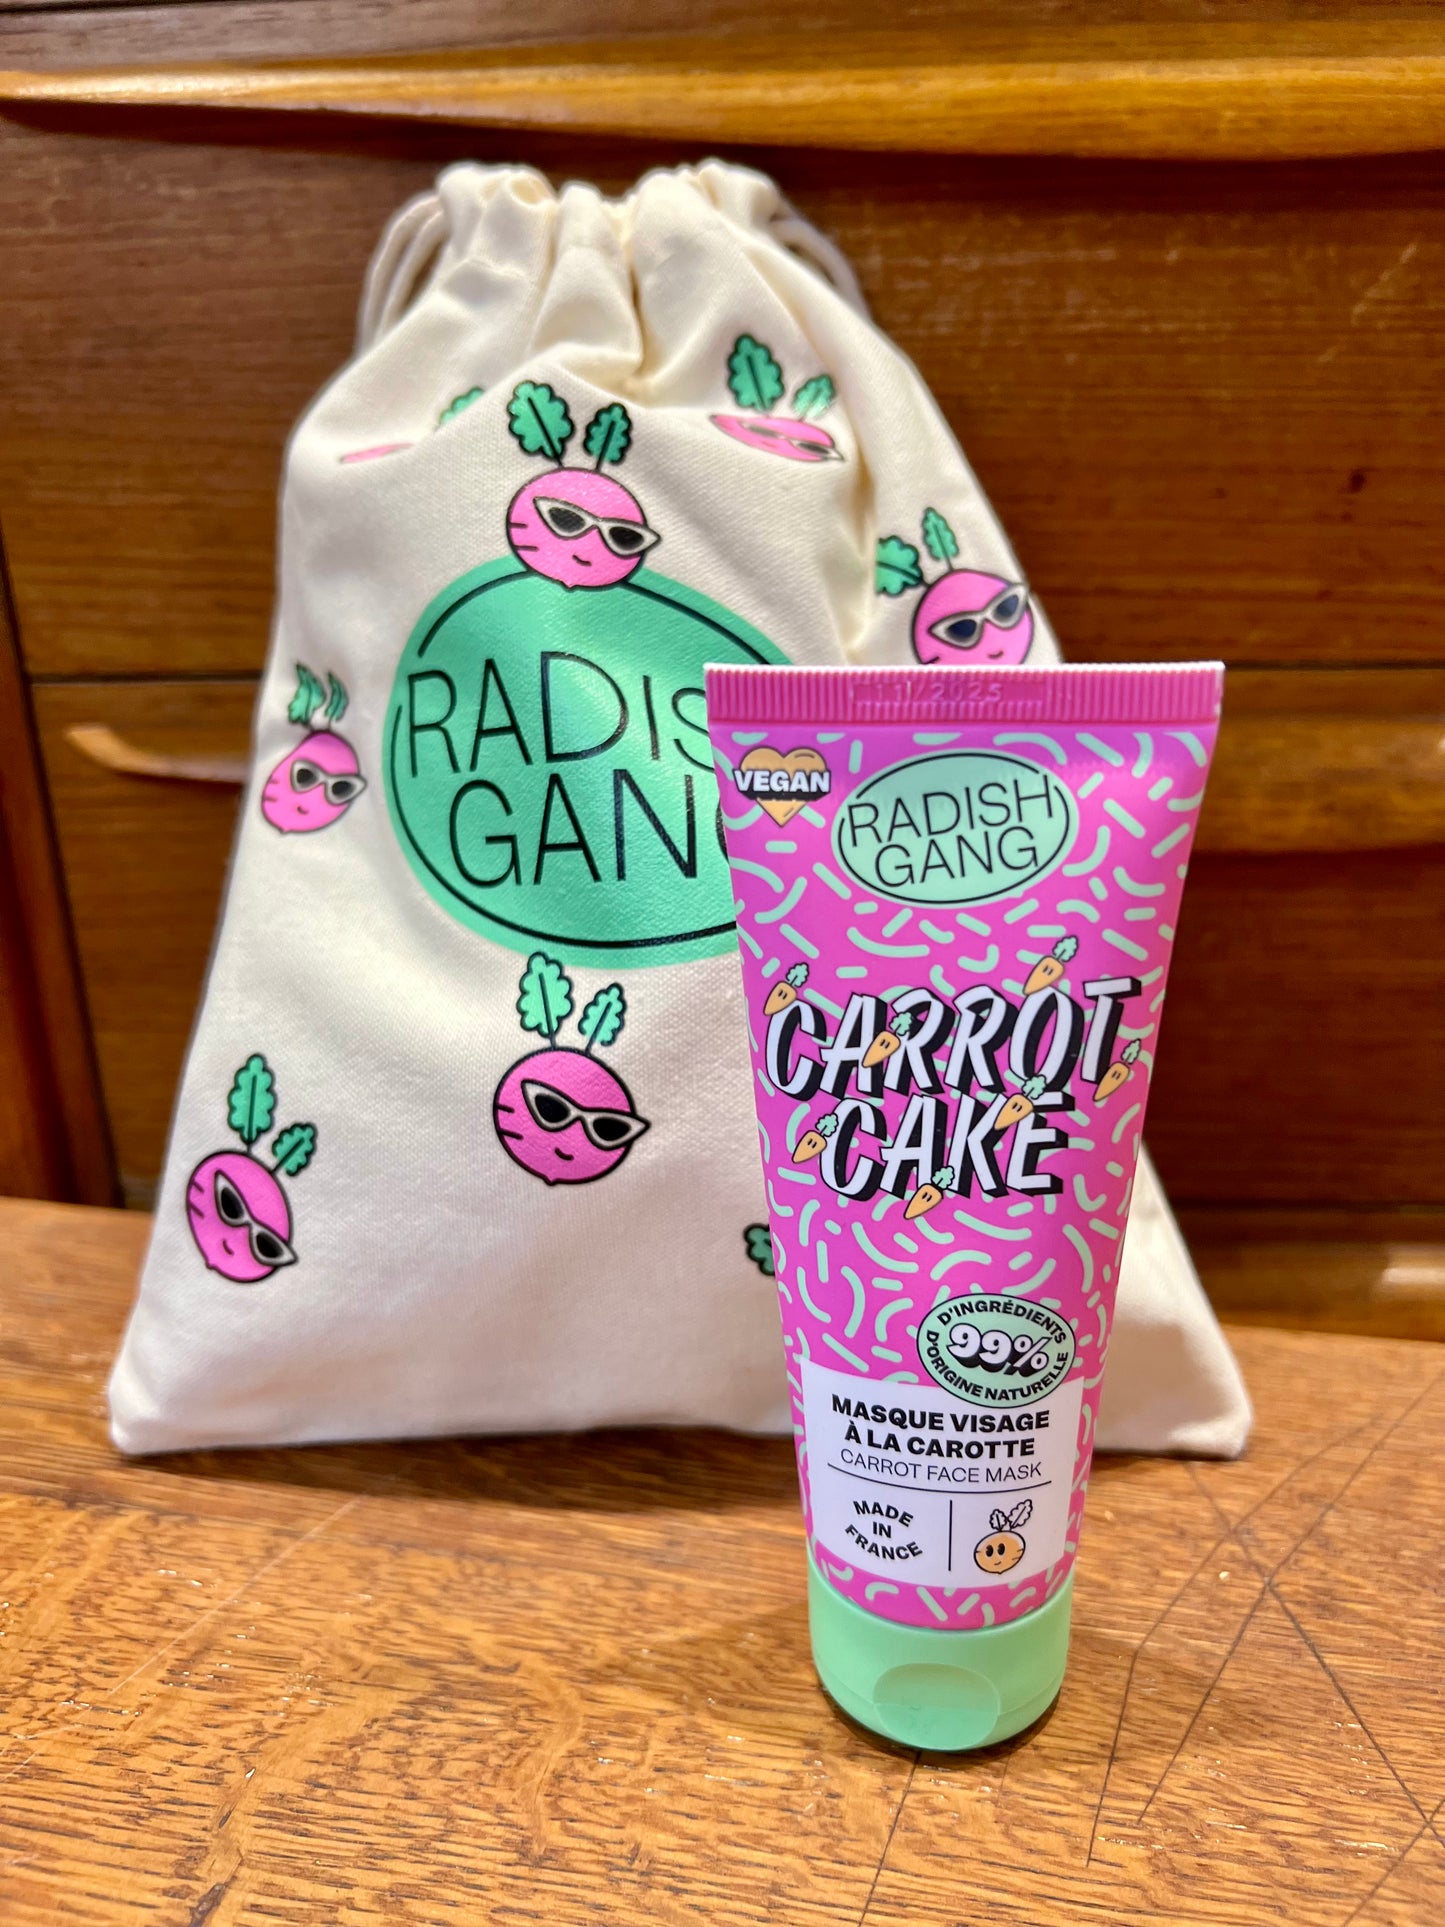 RADIS
GANG
11/2025
VEGAN
RADISH
GANG
CARROT
CAKE
D'INGRÉDIENTS
99%
D'ORIGINE NATURELLE
MASQUE VISAGE
À LA CAROTTE
CARROT FACE MASK
MADE
IN
FRANCE